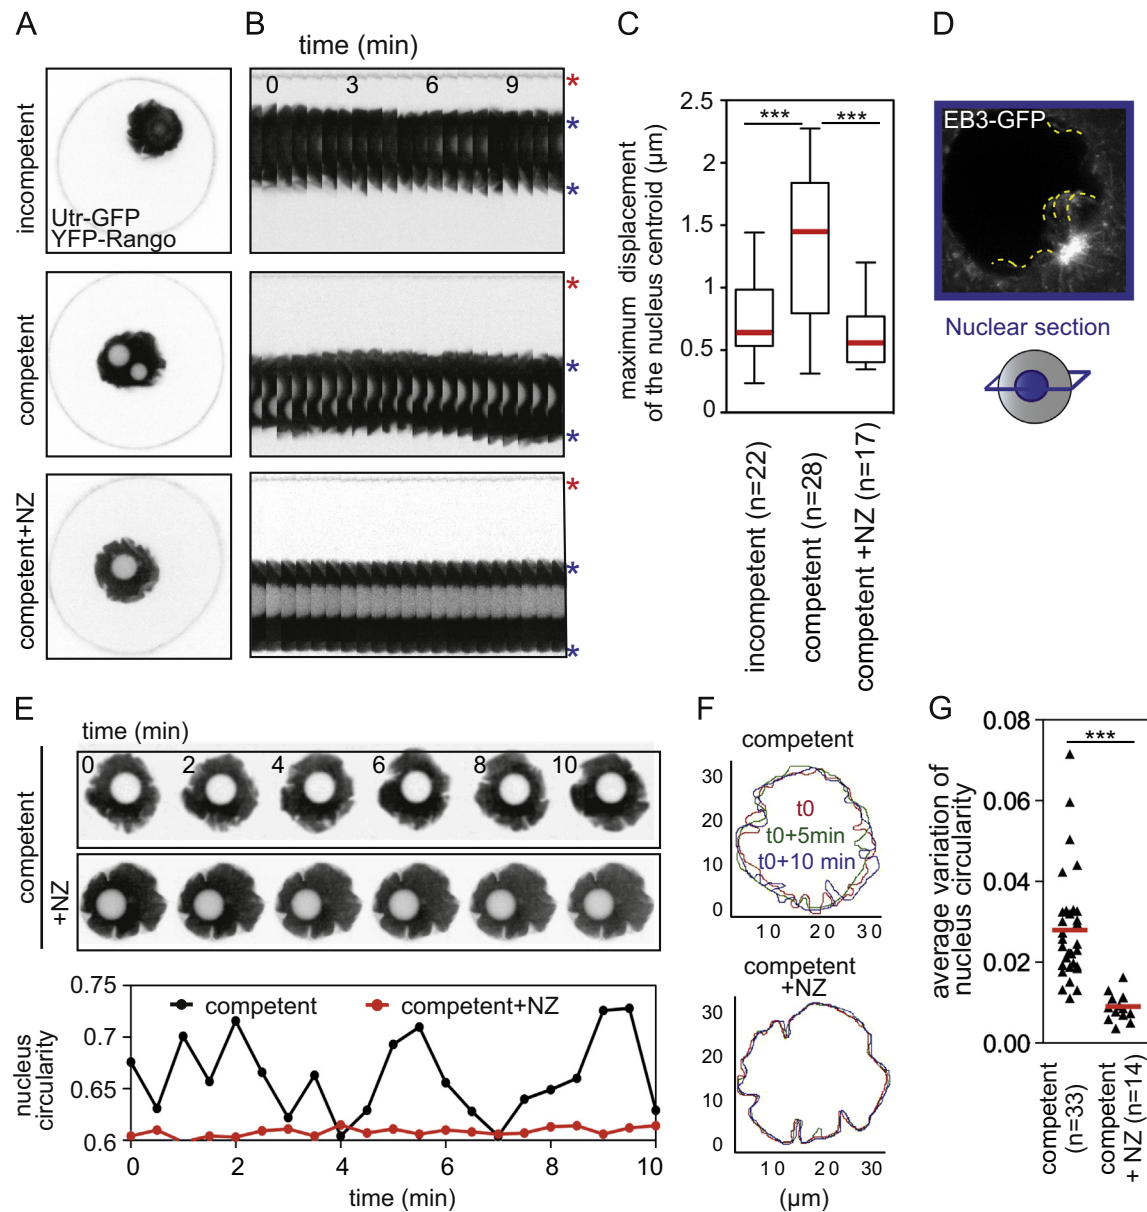 A
incompetent
Utr-GFP
YFP-Rango
competent
competent+NZ
B
time (min)
0 3 6 9
*
*
*
*
*
*
*
*
*
C
maximum displacement
of the nucleus centroid (µm)
2.5
2
1.5
1
0.5
0
*** ***
incompetent (n=22)
competent (n=28)
competent +NZ (n=17)
D
EB3-GFP
Nuclear section
E
time (min)
0 2 4 6 8 10
competent
+NZ
nucleus
circularity
0.75
0.7
0.65
0.6
competent competent+NZ
0 2 4 6 8 10
time (min)
F
competent
30
20
10
0
t0
t0+5min
t0+10 min
10 20 30
competent
+NZ
30
20
10
0
10 20 30
(µm)
G
average variation of
nucleus circularity
0.08
0.06
0.04
0.02
0.00
***
competent
(n=33)
competent
+ NZ (n=14)